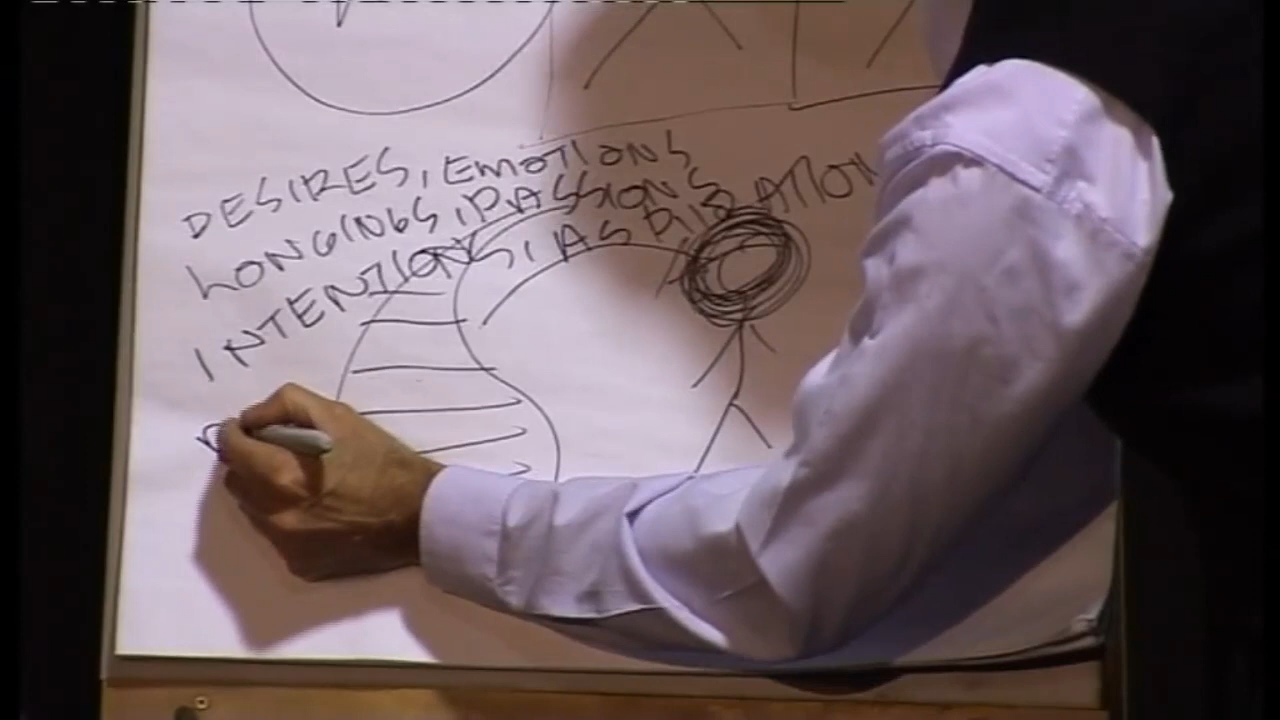 DESIRES, EMOTIONS
LONGINGS, PASSIONS
INTENTIONS, ASPIRATION